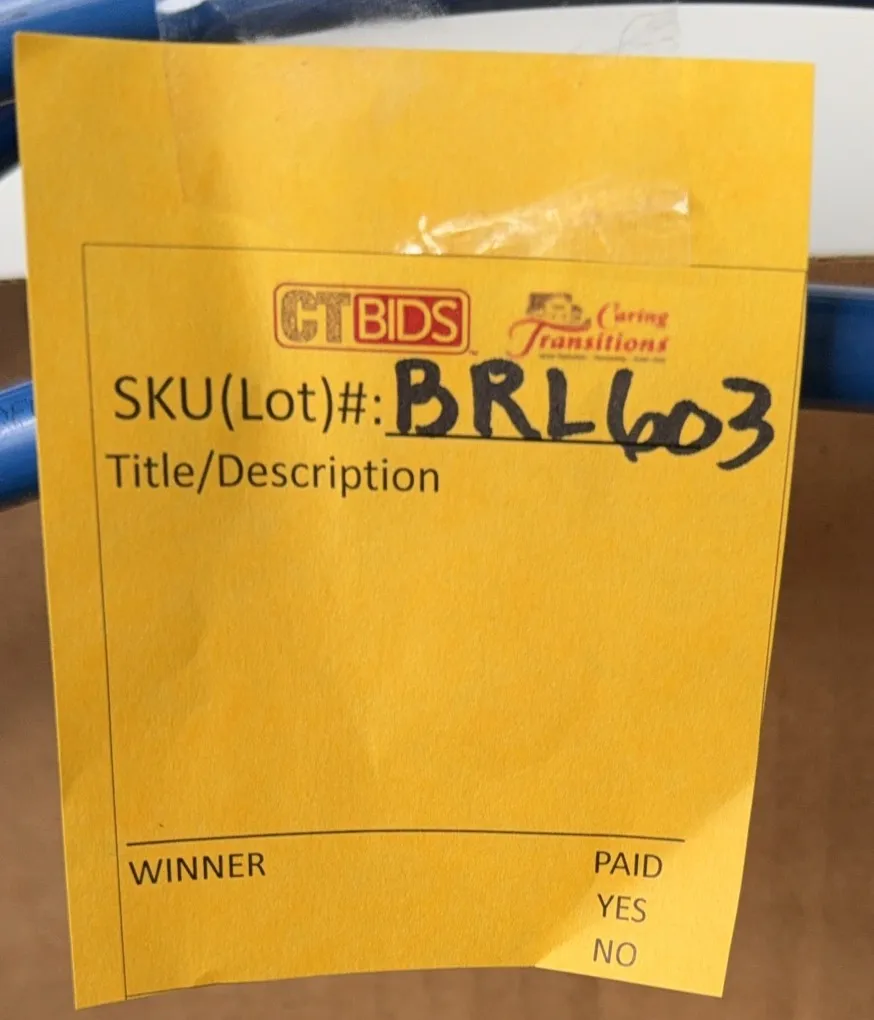 CTBIDS
Caring
Transitions
SKU(Lot)#: BRL603
Title/Description
WINNER
PAID
YES
NO